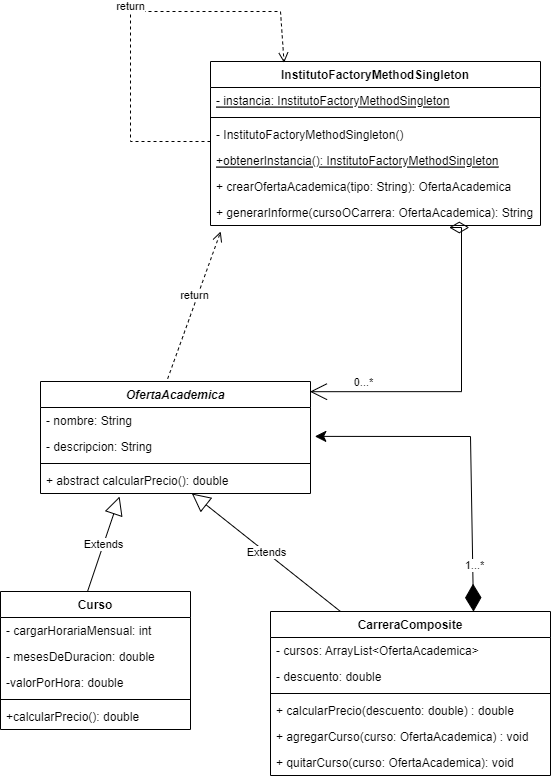 return
InstitutoFactoryMethodSingleton
- instancia: InstitutoFactoryMethodSingleton
- InstitutoFactoryMethodSingleton()
+obtenerInstancia(): InstitutoFactoryMethodSingleton
+ crearOfertaAcademica(tipo: String): OfertaAcademica
+ generarInforme(cursoOCarrera: OfertaAcademica): String
return
0...*
OfertaAcademica
- nombre: String
- descripcion: String
+ abstract calcularPrecio(): double
Extends
Extends
1...*
Curso
- cargarHorariaMensual: int
- mesesDeDuracion: double
-valorPorHora: double
+calcularPrecio(): double
CarreraComposite
- cursos: ArrayList<OfertaAcademica>
- descuento: double
+ calcularPrecio(descuento: double) : double
+ agregarCurso(curso: OfertaAcademica) : void
+ quitarCurso(curso: OfertaAcademica): void